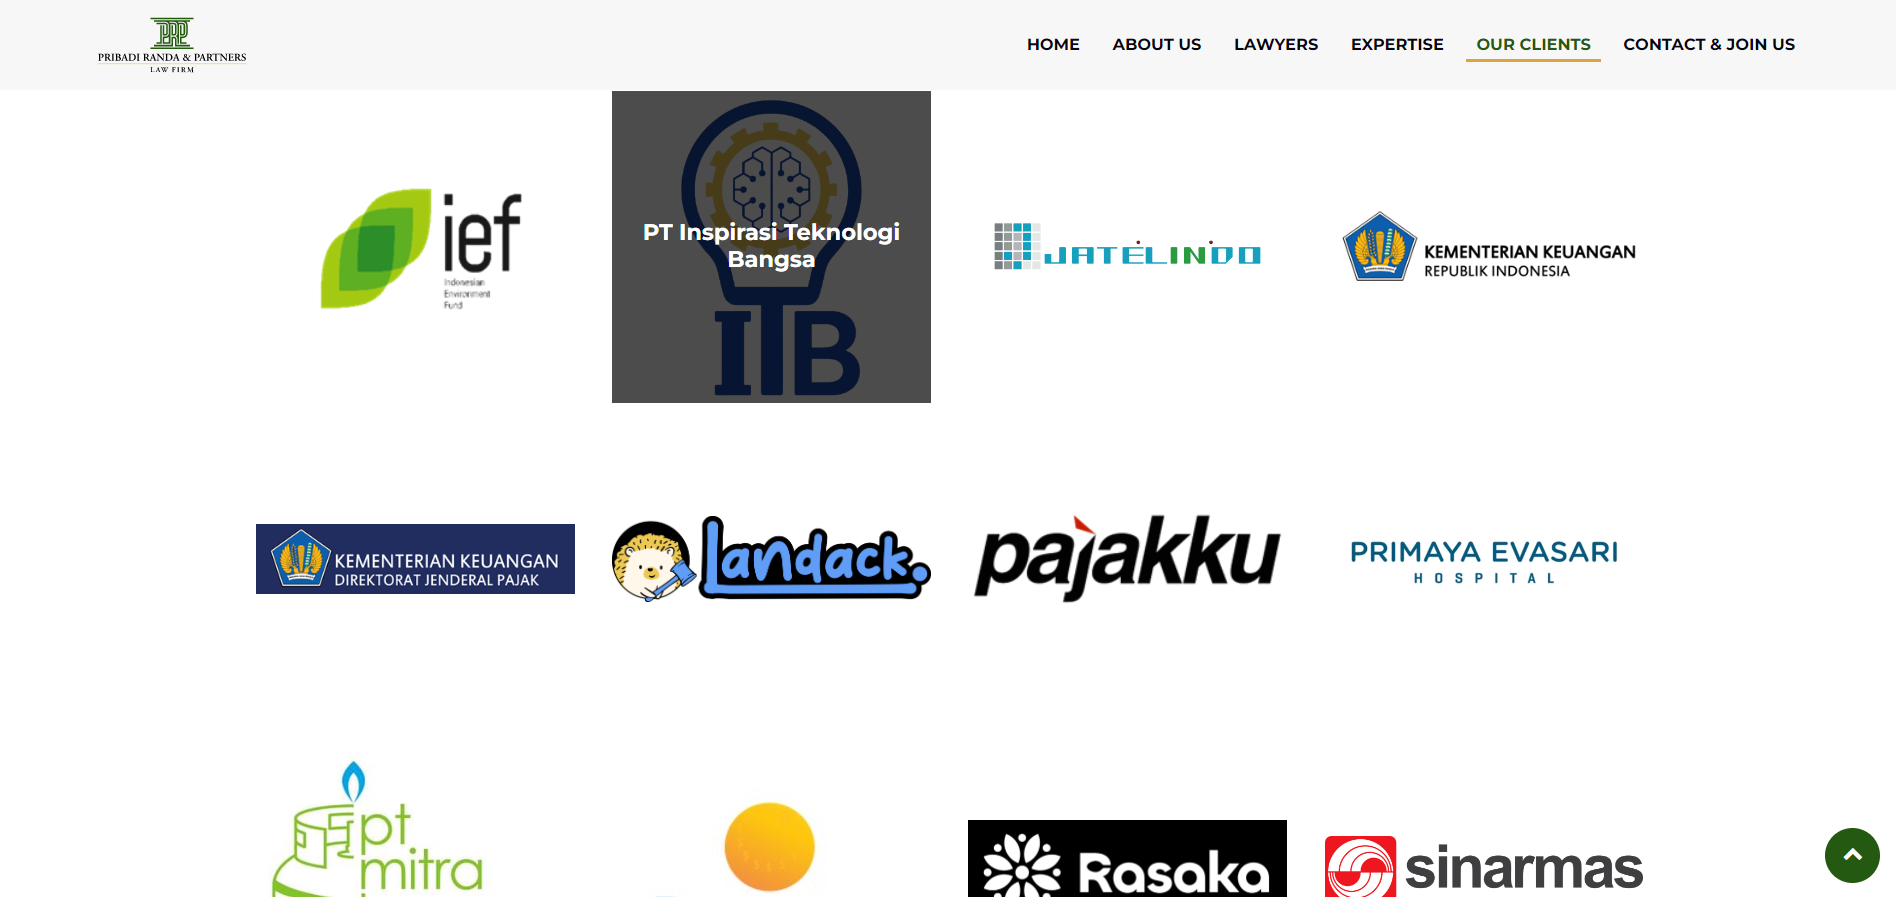 PRP
PRIBADI RANDA & PARTNERS
LAW FIRM
HOME
ABOUT US
LAWYERS
EXPERTISE
OUR CLIENTS
CONTACT & JOIN US
ief
Indonesian
Environment
Fund
PT Inspirasi Teknologi
Bangsa
ITB
JATELINDO
KEMENTERIAN KEUANGAN
REPUBLIK INDONESIA
KEMENTERIAN KEUANGAN
DIREKTORAT JENDERAL PAJAK
Landack.
pajakku
PRIMAYA EVASARI
HOSPITAL
pt
mitra
Rasaka
sinarmas